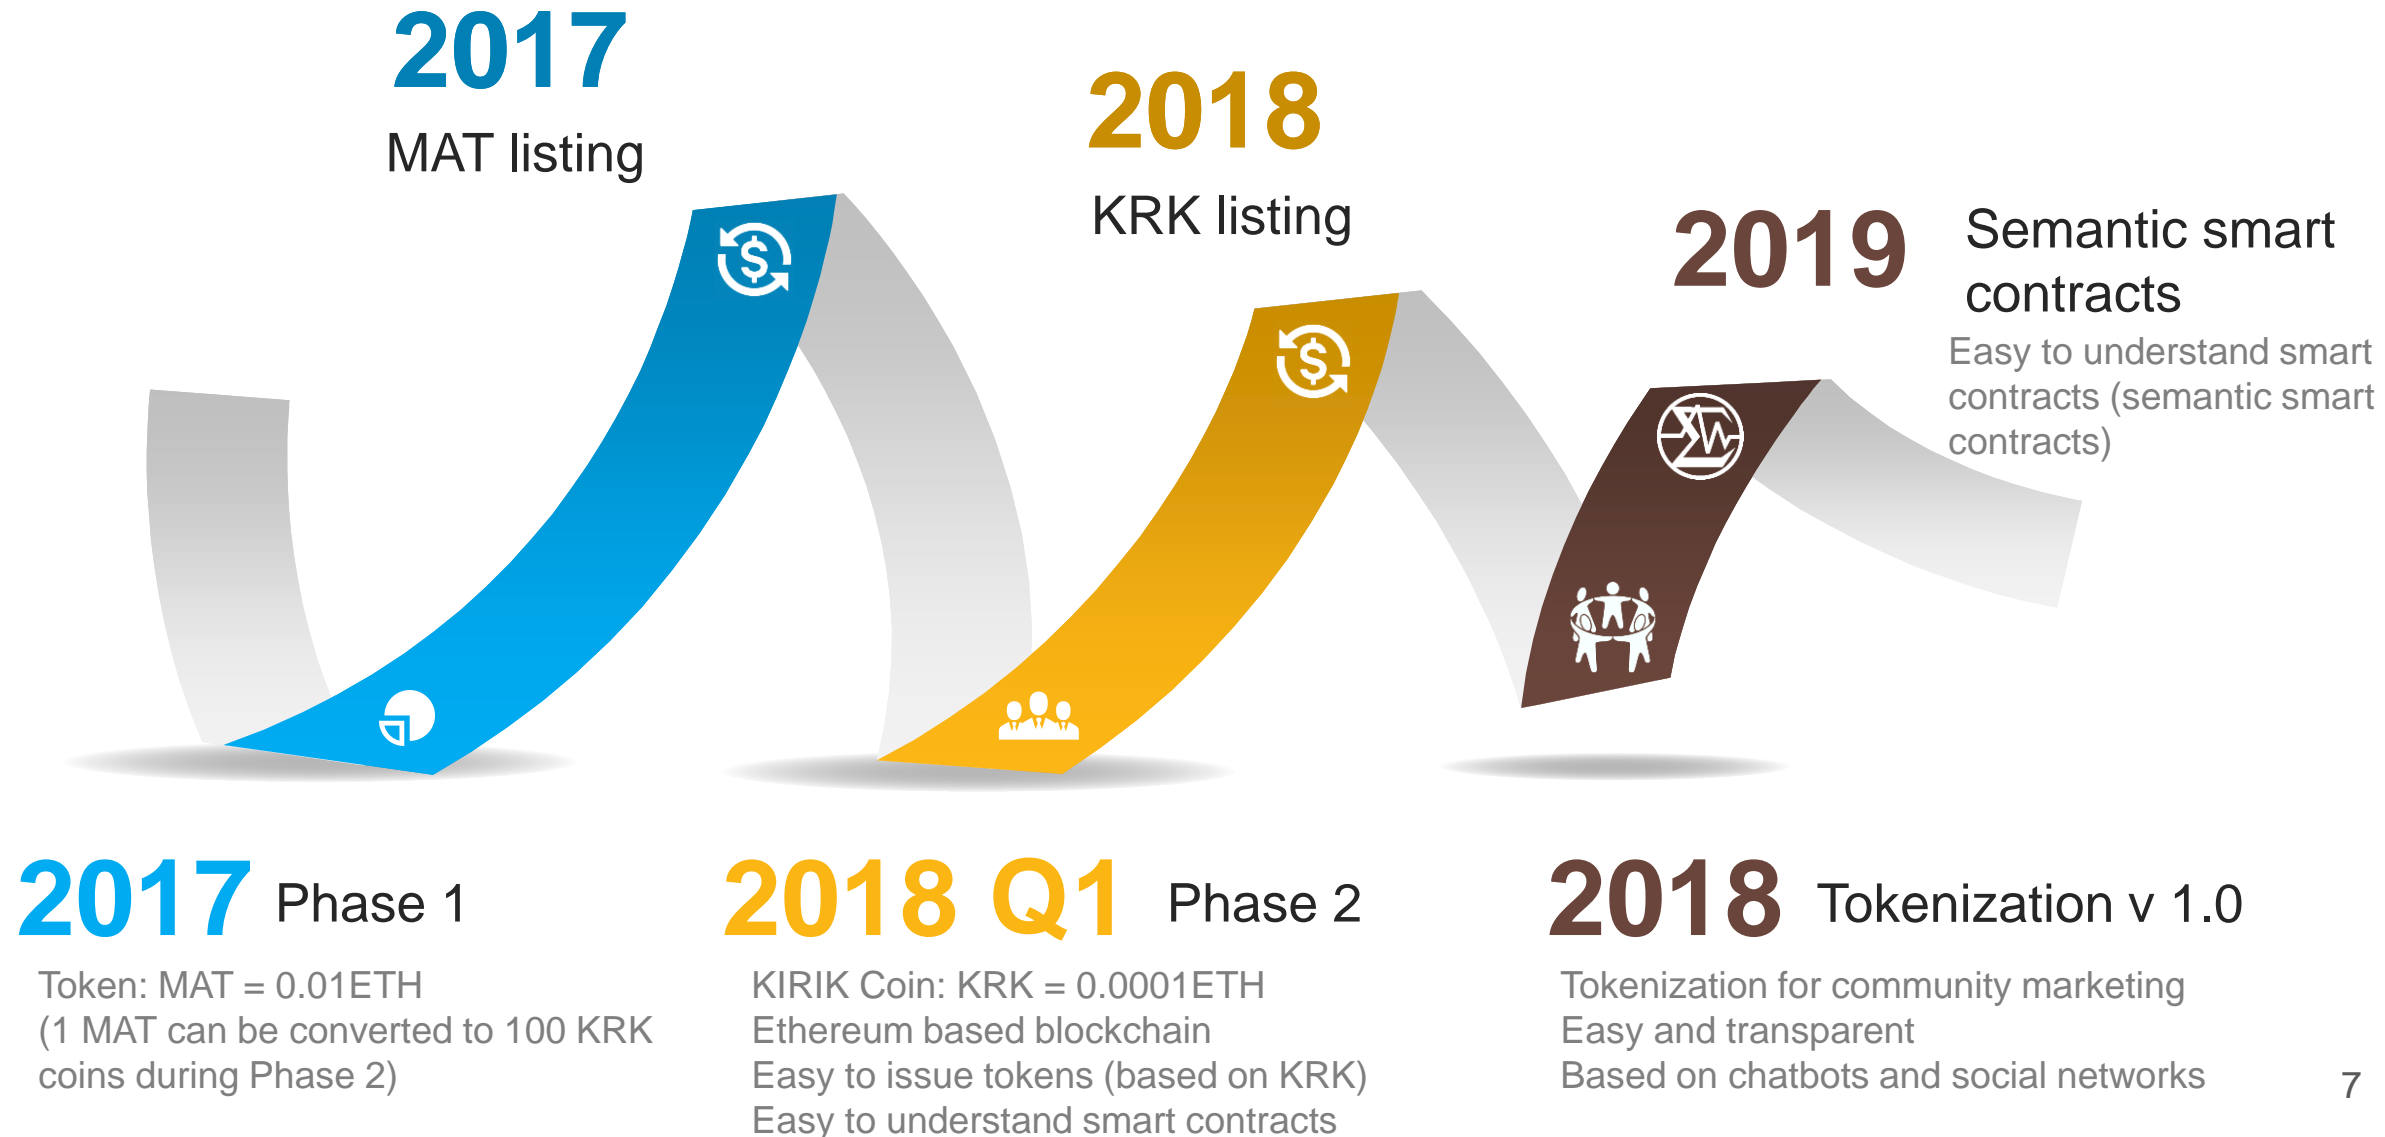 2017
MAT listing
2018
KRK listing
2019
Semantic smart
contracts
Easy to understand smart
contracts (semantic smart
contracts)
2017 Phase 1
Token: MAT = 0.01ETH
(1 MAT can be converted to 100 KRK
coins during Phase 2)
2018 Q1 Phase 2
KIRIK Coin: KRK = 0.0001ETH
Ethereum based blockchain
Easy to issue tokens (based on KRK)
Easy to understand smart contracts
2018 Tokenization v 1.0
Tokenization for community marketing
Easy and transparent
Based on chatbots and social networks
7